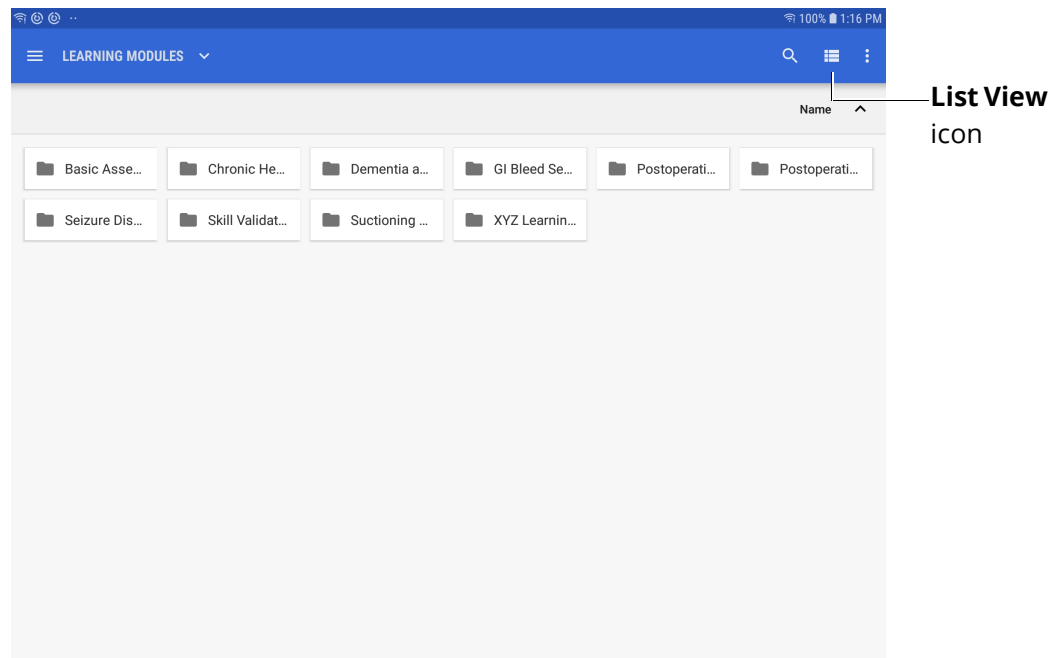 100% 1:16 PM
LEARNING MODULES
Name
List View
icon
Basic Asse... Chronic He... Dementia a... GI Bleed Se... Postoperati... Postoperati...
Seizure Dis... Skill Validat... Suctioning ... XYZ Learnin...